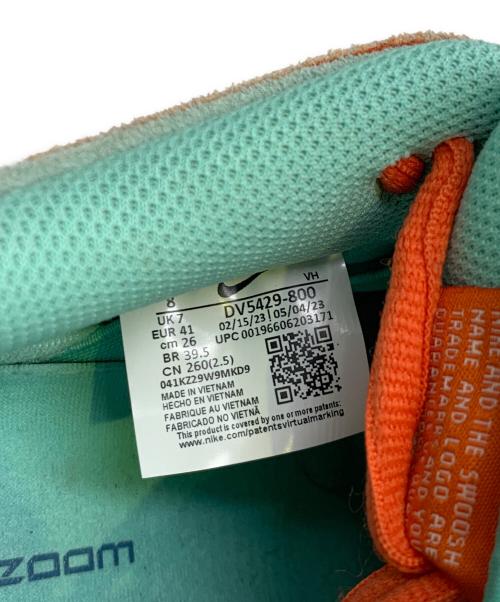 8
VH
UK 7
DV5429-800
EUR 41
02/15/23 | 05/04/23
cm 26
UPC 00196606203171
BR 39.5
CN 260(2.5)
041KZ29W9MKD9
MADE IN VIETNAM
HECHO EN VIETNAM
FABRIQUE AU VIETNAM
FABRICADO NO VIETNÃ
This product is covered by one or more patents:
www.nike.com/patentsvirtualmarking
AND THE SWOOSH
NAME AND LOGO ARE
TRADEMARKS AND YOU
ZOOM